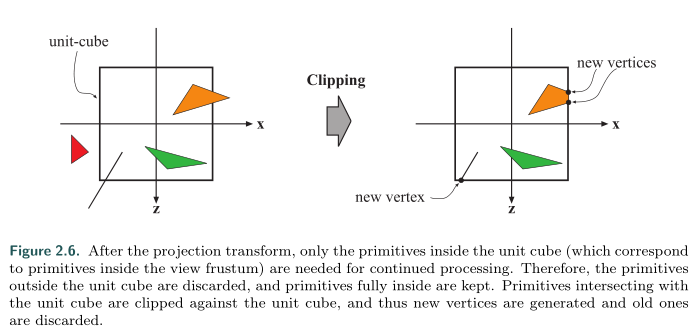 unit-cube
x
z
Clipping
new vertices
x
new vertex
z
Figure 2.6. After the projection transform, only the primitives inside the unit cube (which correspond
to primitives inside the view frustum) are needed for continued processing. Therefore, the primitives
outside the unit cube are discarded, and primitives fully inside are kept. Primitives intersecting with
the unit cube are clipped against the unit cube, and thus new vertices are generated and old ones
are discarded.